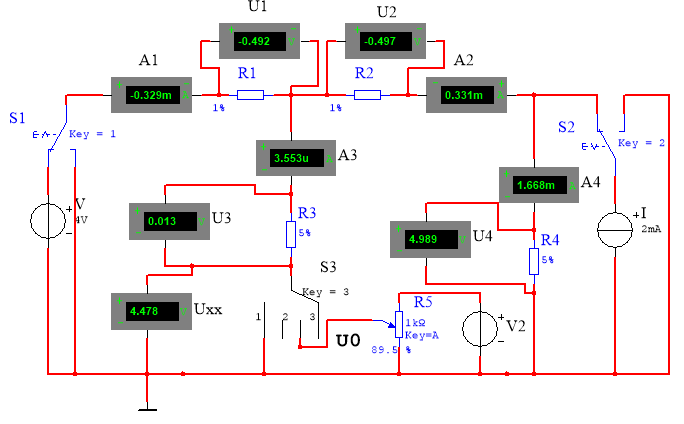 U1
U2
-0.492
-0.497
A1
R1
R2
A2
-0.329m
0.331m
1%
1%
S1
Key = 1
S2
Key = 2
A3
3.553u
A4
1.668m
V
4V
U3
0.013
R3
5%
U4
4.989
R4
5%
I
2mA
S3
Key = 3
Uxx
4.478
1
2
3
R5
1kΩ
Key=A
U0
89.5 %
V2